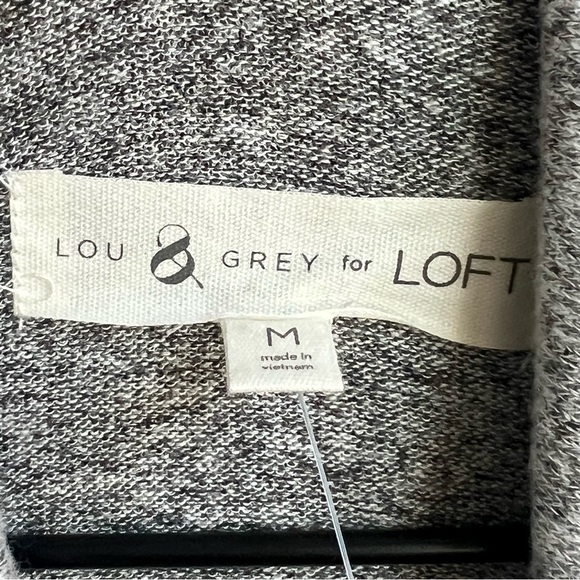 LOU & GREY for LOFT
M
made in
vietnam